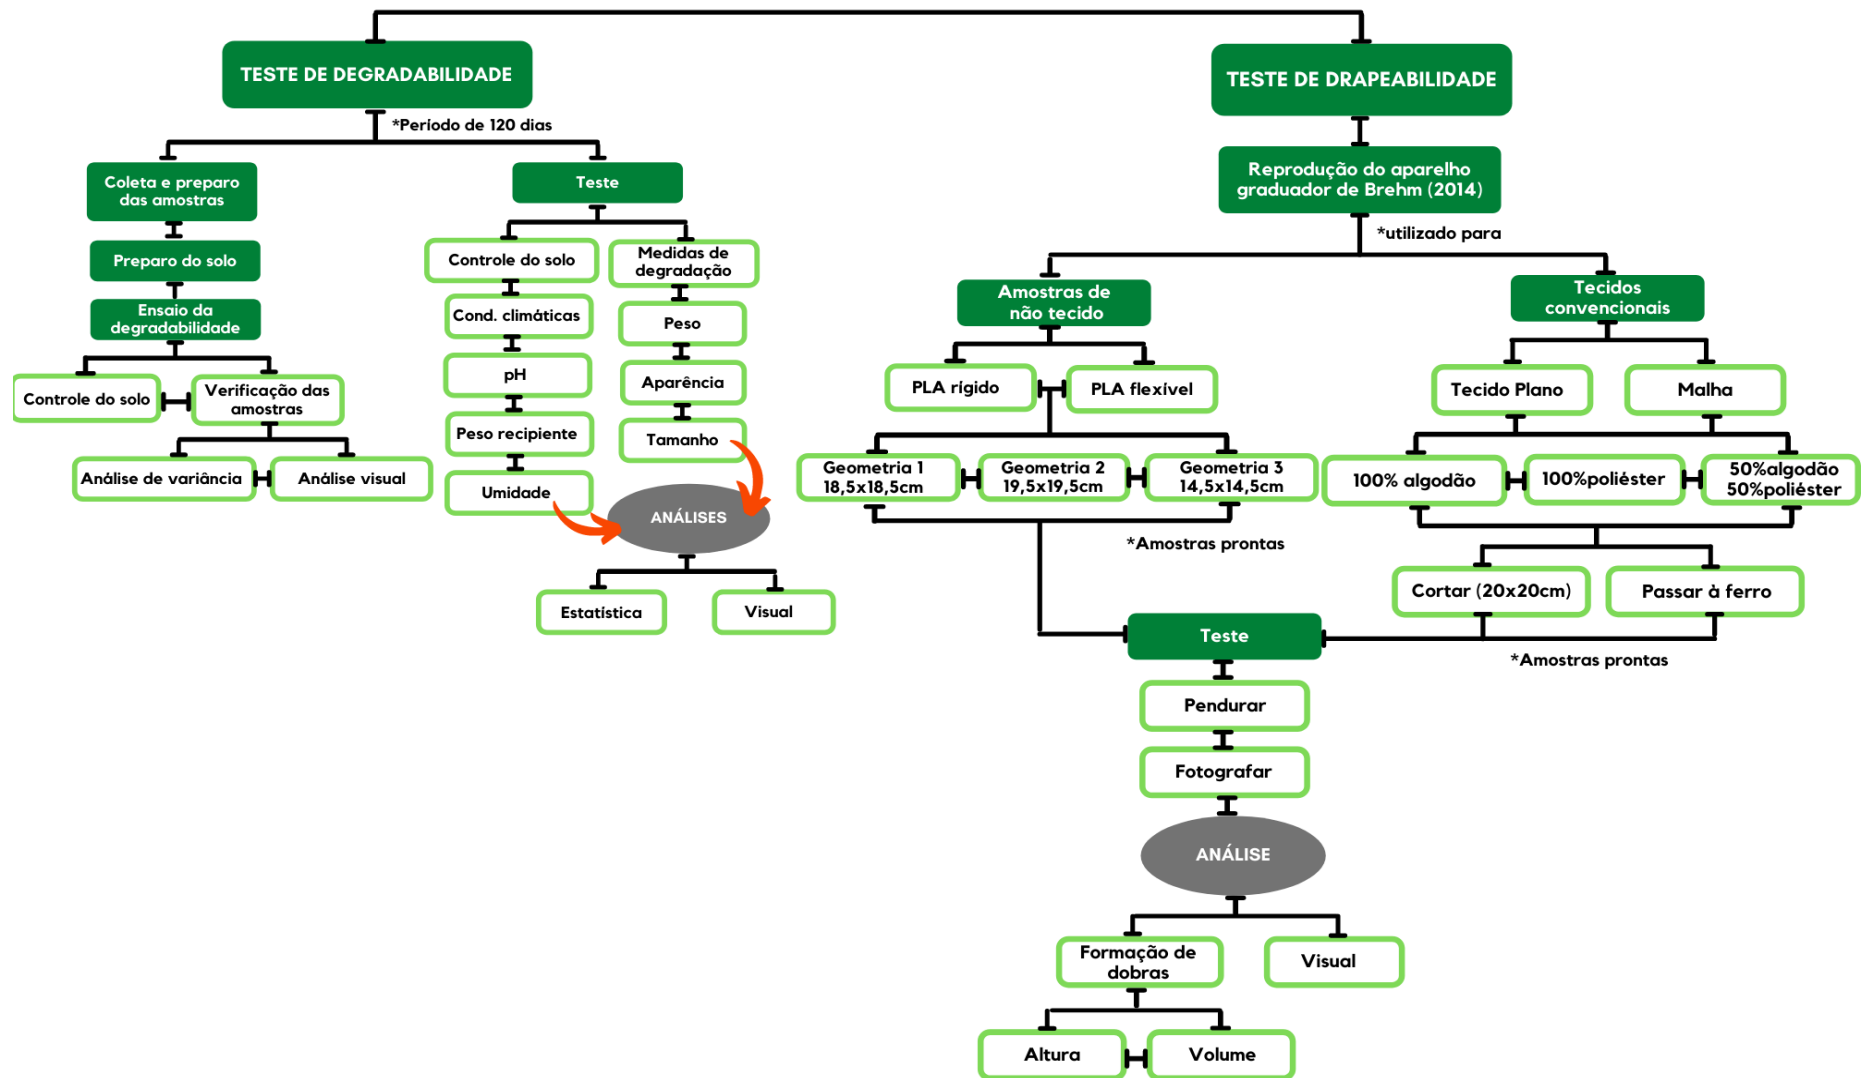 TESTE DE DEGRADABILIDADE
*Período de 120 dias
Coleta e preparo
das amostras
Preparo do solo
Ensaio da
degradabilidade
Controle do solo
Verificação das
amostras
Análise de variância
Análise visual
Teste
Controle do solo
Cond. climáticas
pH
Peso recipiente
Umidade
Medidas de
degradação
Peso
Aparência
Tamanho
ANÁLISES
Estatística
Visual
TESTE DE DRAPEABILIDADE
Reprodução do aparelho
graduador de Brehm (2014)
*utilizado para
Amostras de
não tecido
PLA rígido
PLA flexível
Geometria 1
18,5x18,5cm
Geometria 2
19,5x19,5cm
Geometria 3
14,5x14,5cm
*Amostras prontas
Tecidos
convencionais
Tecido Plano
Malha
100% algodão
100%poliéster
50%algodão
50%poliéster
Cortar (20x20cm)
Passar à ferro
*Amostras prontas
Teste
Pendurar
Fotografar
ANÁLISE
Formação de
dobras
Visual
Altura
Volume